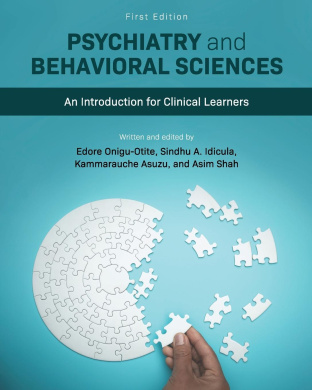 First Edition
PSYCHIATRY and
BEHAVIORAL SCIENCES
An Introduction for Clinical Learners
Written and edited by
Edore Onigu-Otite, Sindhu A. Idicula,
Kammarauche Asuzu, and Asim Shah